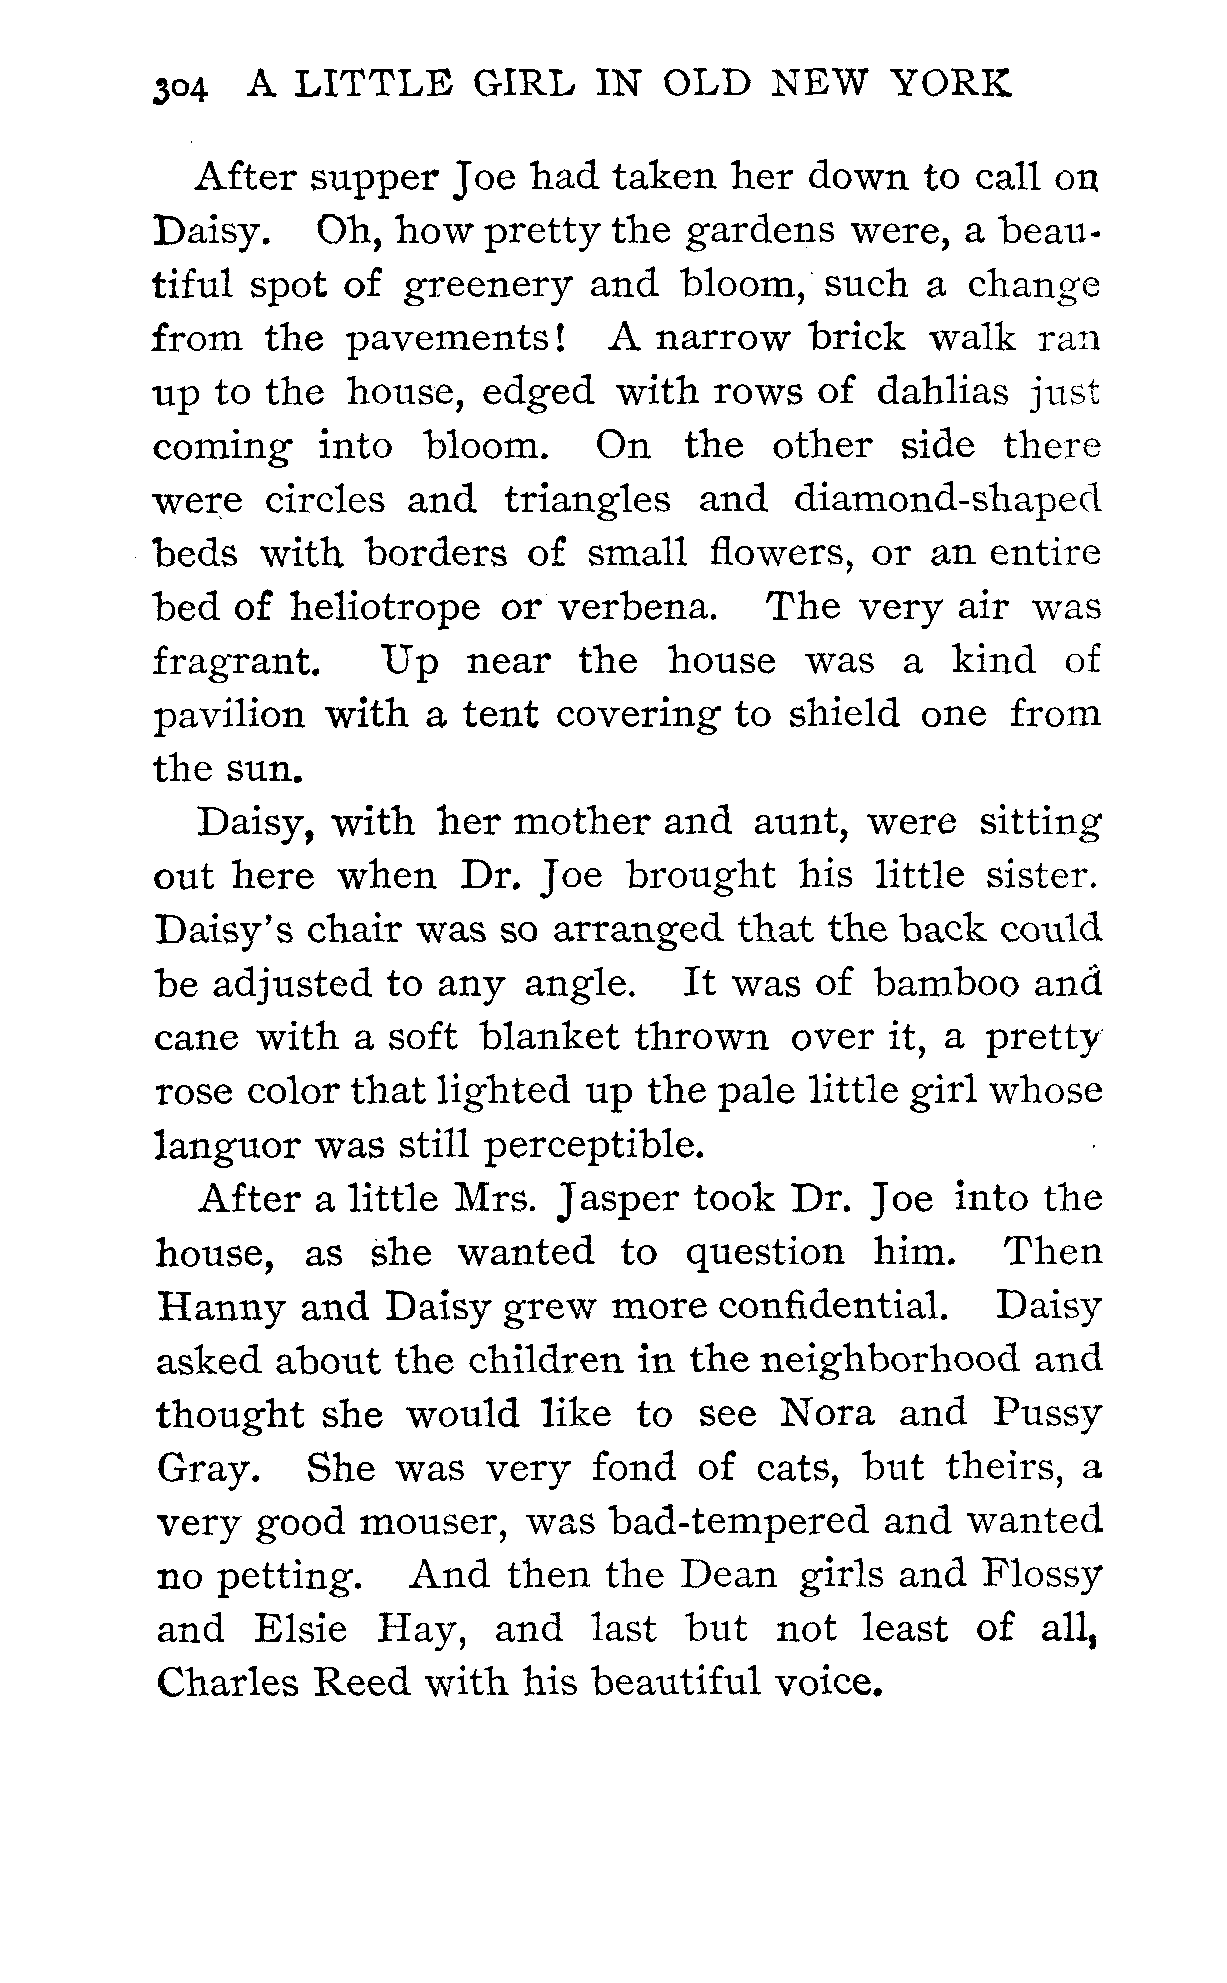 304 A LITTLE GIRL IN OLD NEW YORK
After supper Joe had taken her down to call on
Daisy. Oh, how pretty the gardens were, a beau-
tiful spot of greenery and bloom, such a change
from the pavements! A narrow brick walk ran
up to the house, edged with rows of dahlias just
coming into bloom. On the other side there
were circles and triangles and diamond-shaped
beds with borders of small flowers, or an entire
bed of heliotrope or verbena. The very air was
fragrant. Up near the house was a kind of
pavilion with a tent covering to shield one from
the sun.
Daisy, with her mother and aunt, were sitting
out here when Dr. Joe brought his little sister.
Daisy's chair was so arranged that the back could
be adjusted to any angle. It was of bamboo and
cane with a soft blanket thrown over it, a pretty
rose color that lighted up the pale little girl whose
languor was still perceptible.
After a little Mrs. Jasper took Dr. Joe into the
house, as she wanted to question him. Then
Hanny and Daisy grew more confidential. Daisy
asked about the children in the neighborhood and
thought she would like to see Nora and Pussy
Gray. She was very fond of cats, but theirs, a
very good mouser, was bad-tempered and wanted
no petting. And then the Dean girls and Flossy
and Elsie Hay, and last but not least of all,
Charles Reed with his beautiful voice.